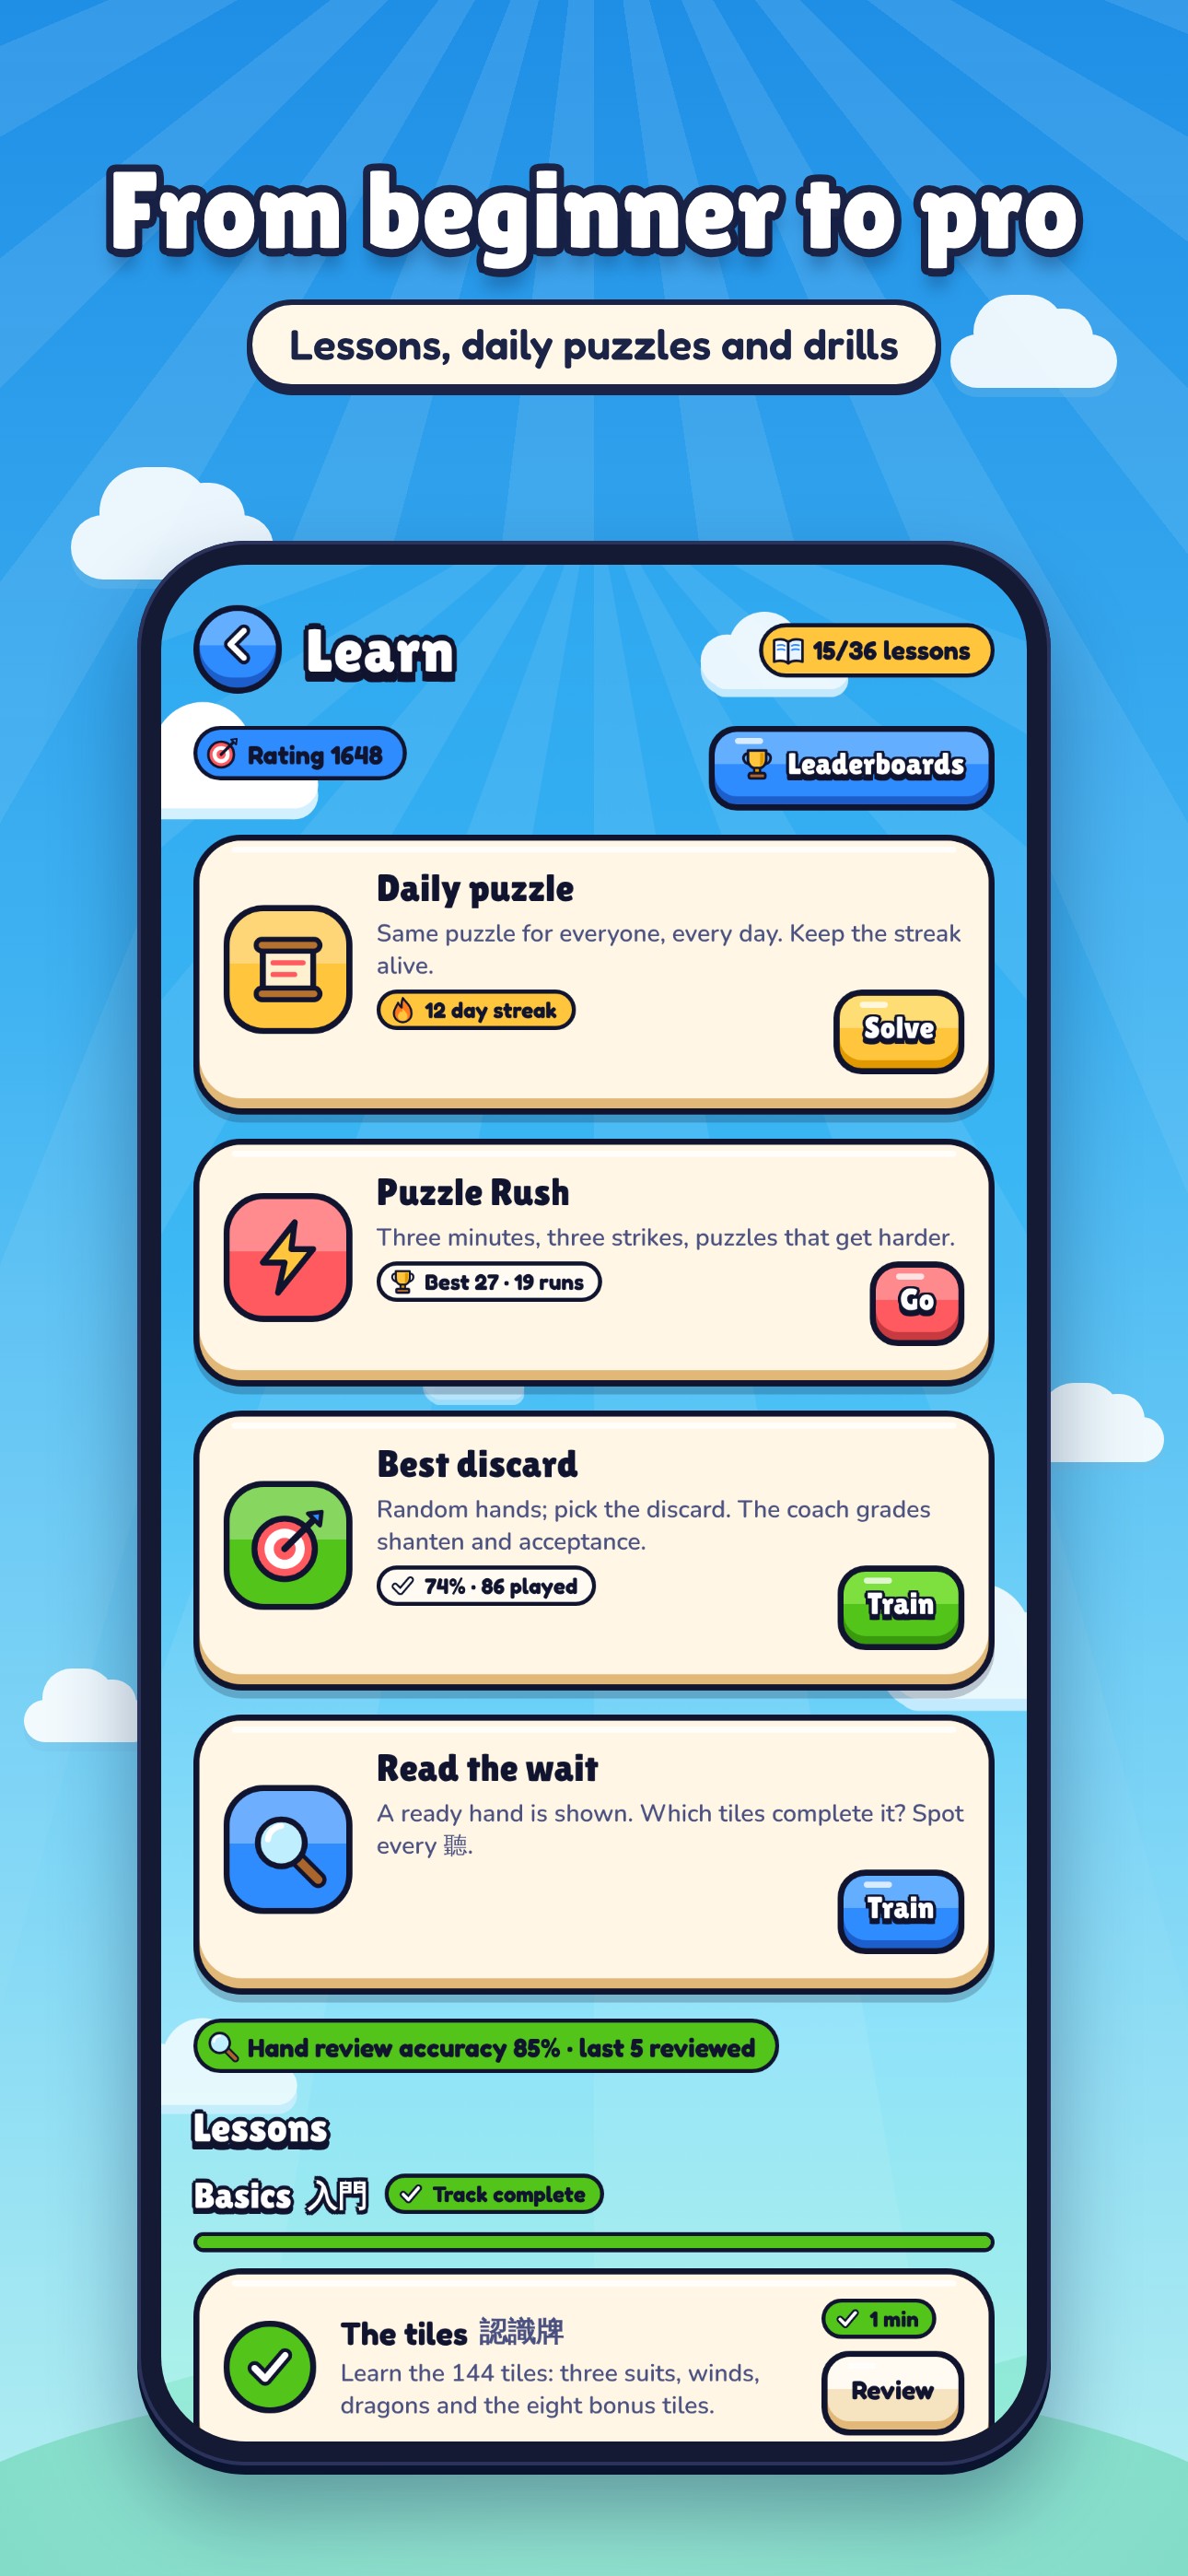 From beginner to pro
Lessons, daily puzzles and drills
Learn
15/36 lessons
Rating 1648
Leaderboards
Daily puzzle
Same puzzle for everyone, every day. Keep the streak
alive.
12 day streak
Solve
Puzzle Rush
Three minutes, three strikes, puzzles that get harder.
Best 27 · 19 runs
Go
Best discard
Random hands; pick the discard. The coach grades
shanten and acceptance.
74% · 86 played
Train
Read the wait
A ready hand is shown. Which tiles complete it? Spot
every 聽.
Train
Hand review accuracy 85% · last 5 reviewed
Lessons
Basics 入門
Track complete
The tiles 認識牌
1 min
Learn the 144 tiles: three suits, winds,
dragons and the eight bonus tiles.
Review